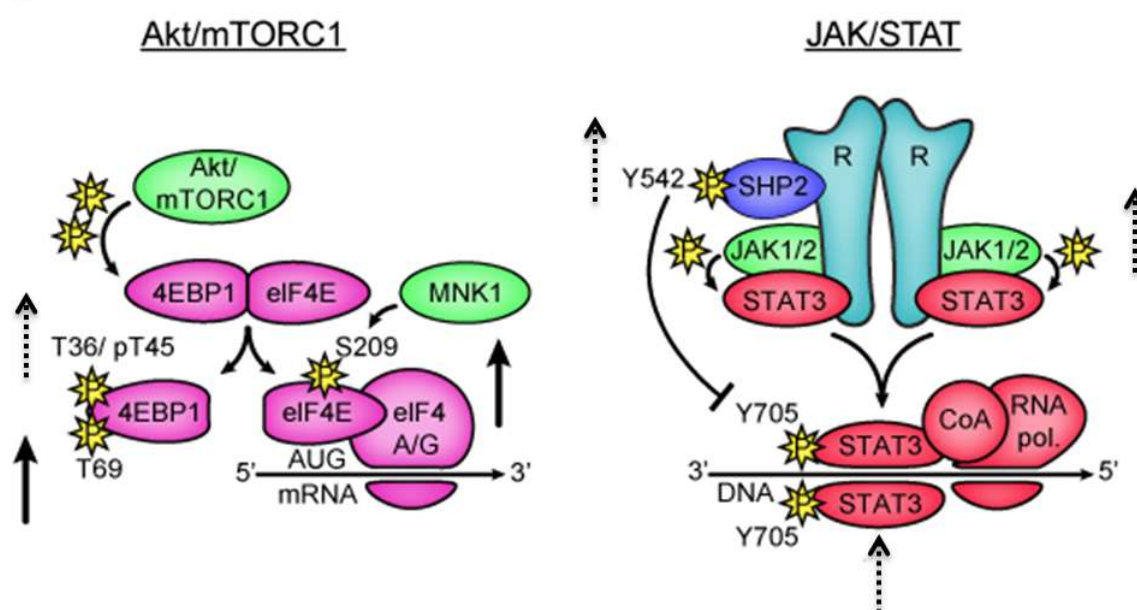 Akt/mTORC1
Akt/
mTORC1
P
P
4EBP1
eIF4E
MNK1
T36/ pT45
S209
P
P
P
4EBP1
eIF4E
eIF4
A/G
T69
5'
AUG
3'
mRNA
JAK/STAT
R
R
Y542
P
SHP2
P
JAK1/2
JAK1/2
P
STAT3
STAT3
Y705
CoA
RNA
pol.
P
STAT3
3'
5'
DNA
P
STAT3
Y705